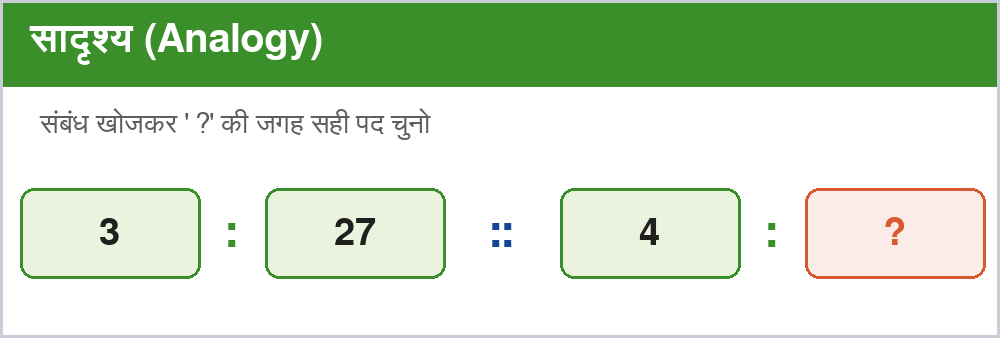 सादृश्य (Analogy)
संबंध खोजकर ' ?' की जगह सही पद चुनो
3 : 27 :: 4 : ?